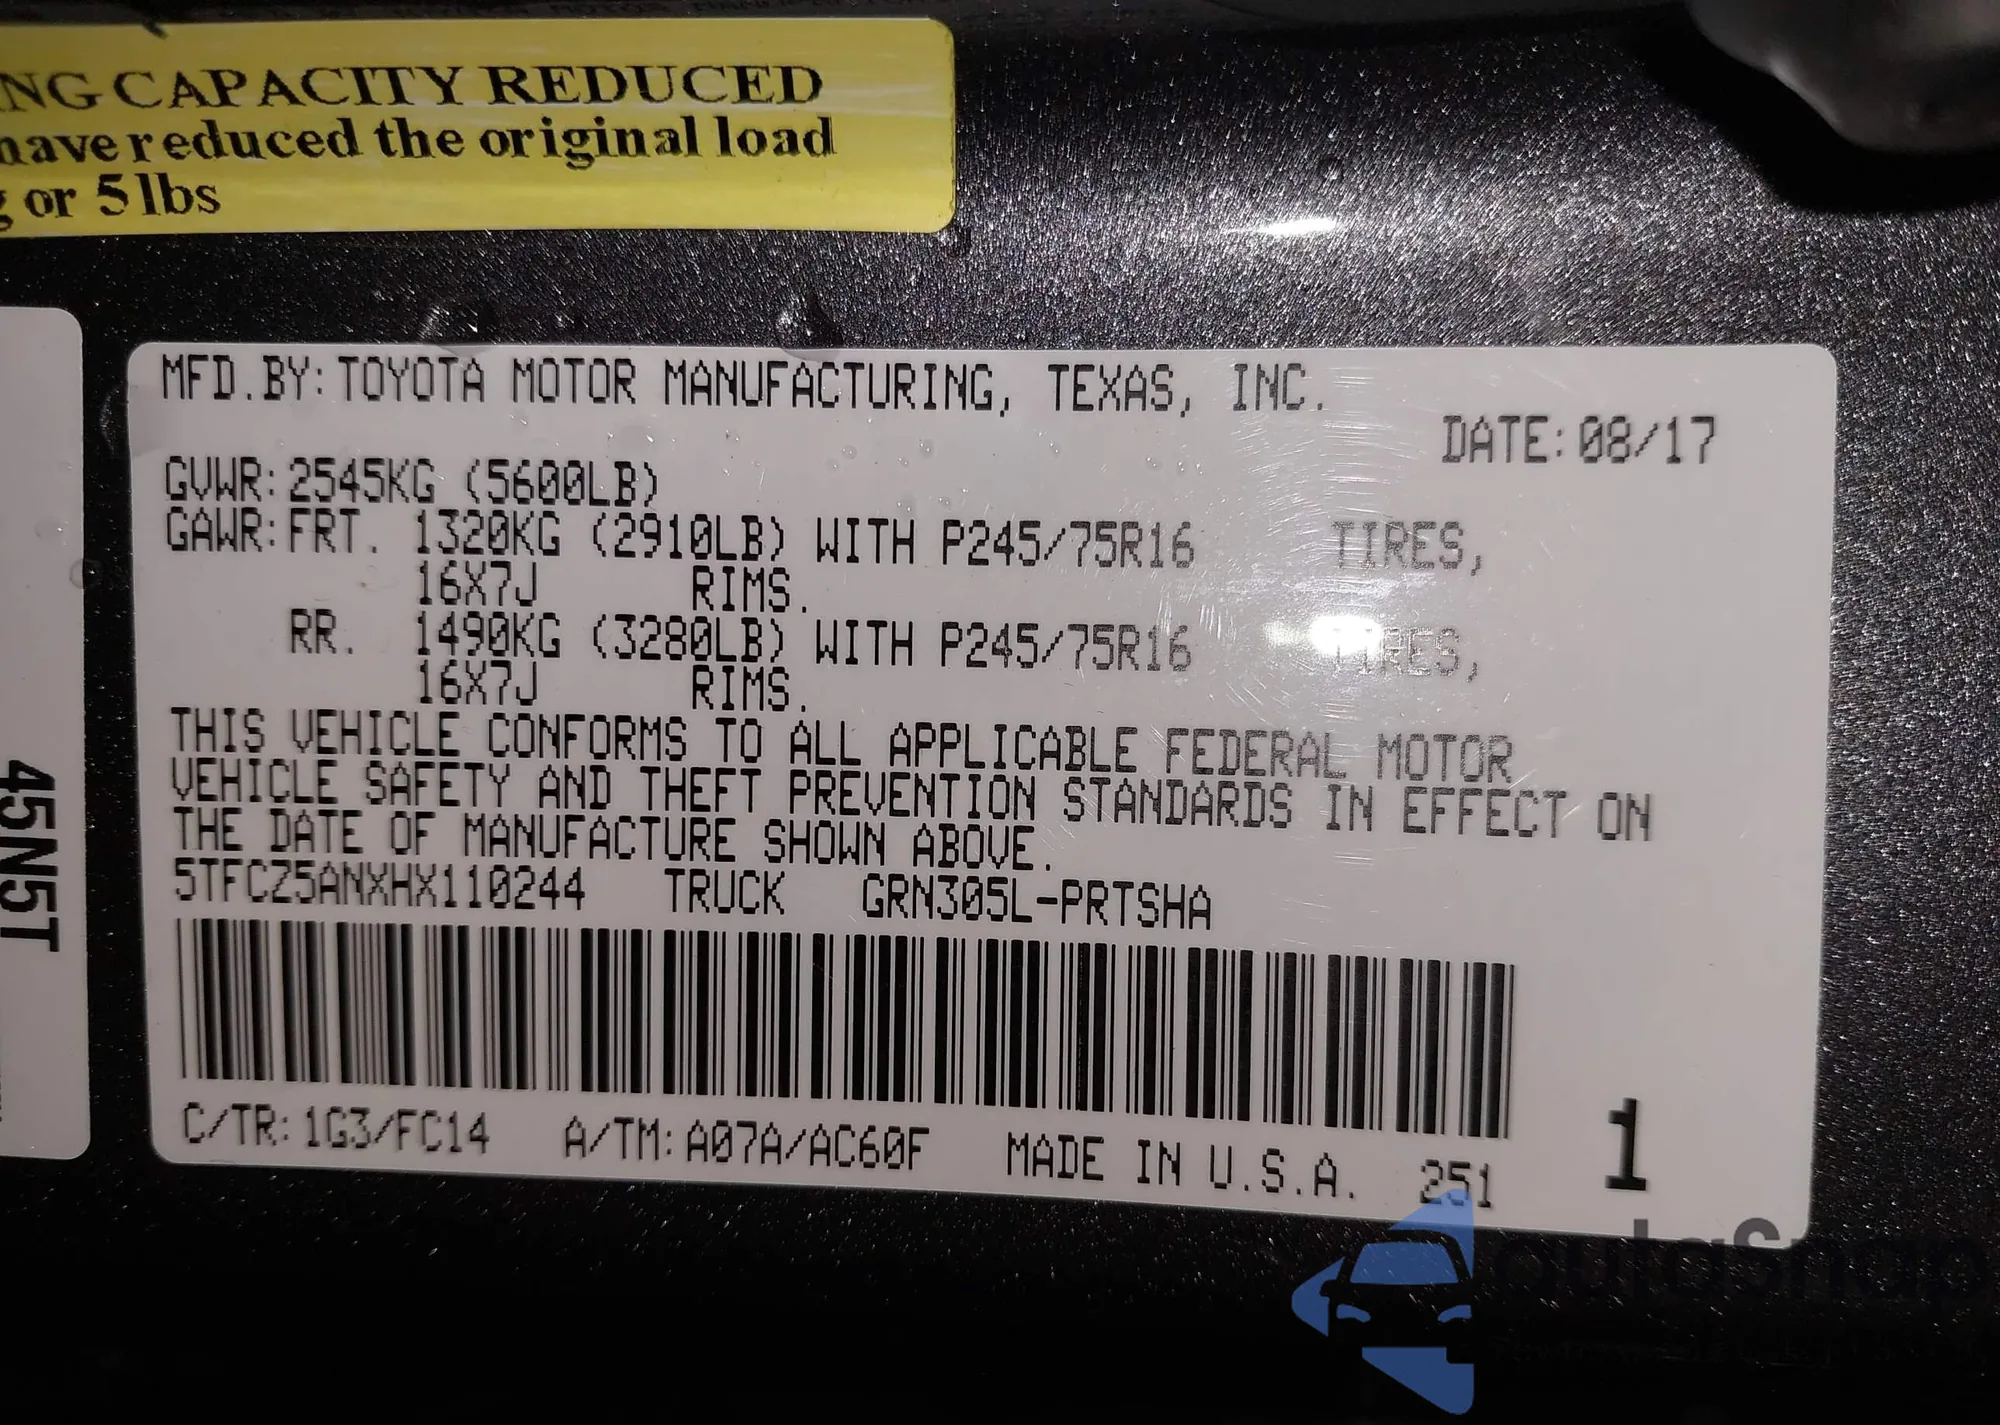 NG CAPACITY REDUCED
have reduced the original load
g or 5 lbs
MFD.BY: TOYOTA MOTOR MANUFACTURING, TEXAS, INC.
DATE: 08/17
GVWR: 2545KG (5600LB)
GAWR: FRT. 1320KG (2910LB) WITH P245/75R16 TIRES,
16X7J RIMS.
RR. 1490KG (3280LB) WITH P245/75R16 TIRES,
16X7J RIMS.
THIS VEHICLE CONFORMS TO ALL APPLICABLE FEDERAL MOTOR
VEHICLE SAFETY AND THEFT PREVENTION STANDARDS IN EFFECT ON
THE DATE OF MANUFACTURE SHOWN ABOVE.
5TFCZ5ANXHX110244 TRUCK GRN305L-PRTSHA
C/TR: 1G3/FC14 A/TM: A07A/AC60F MADE IN U.S.A. 251
1
45N5T
autoSnap